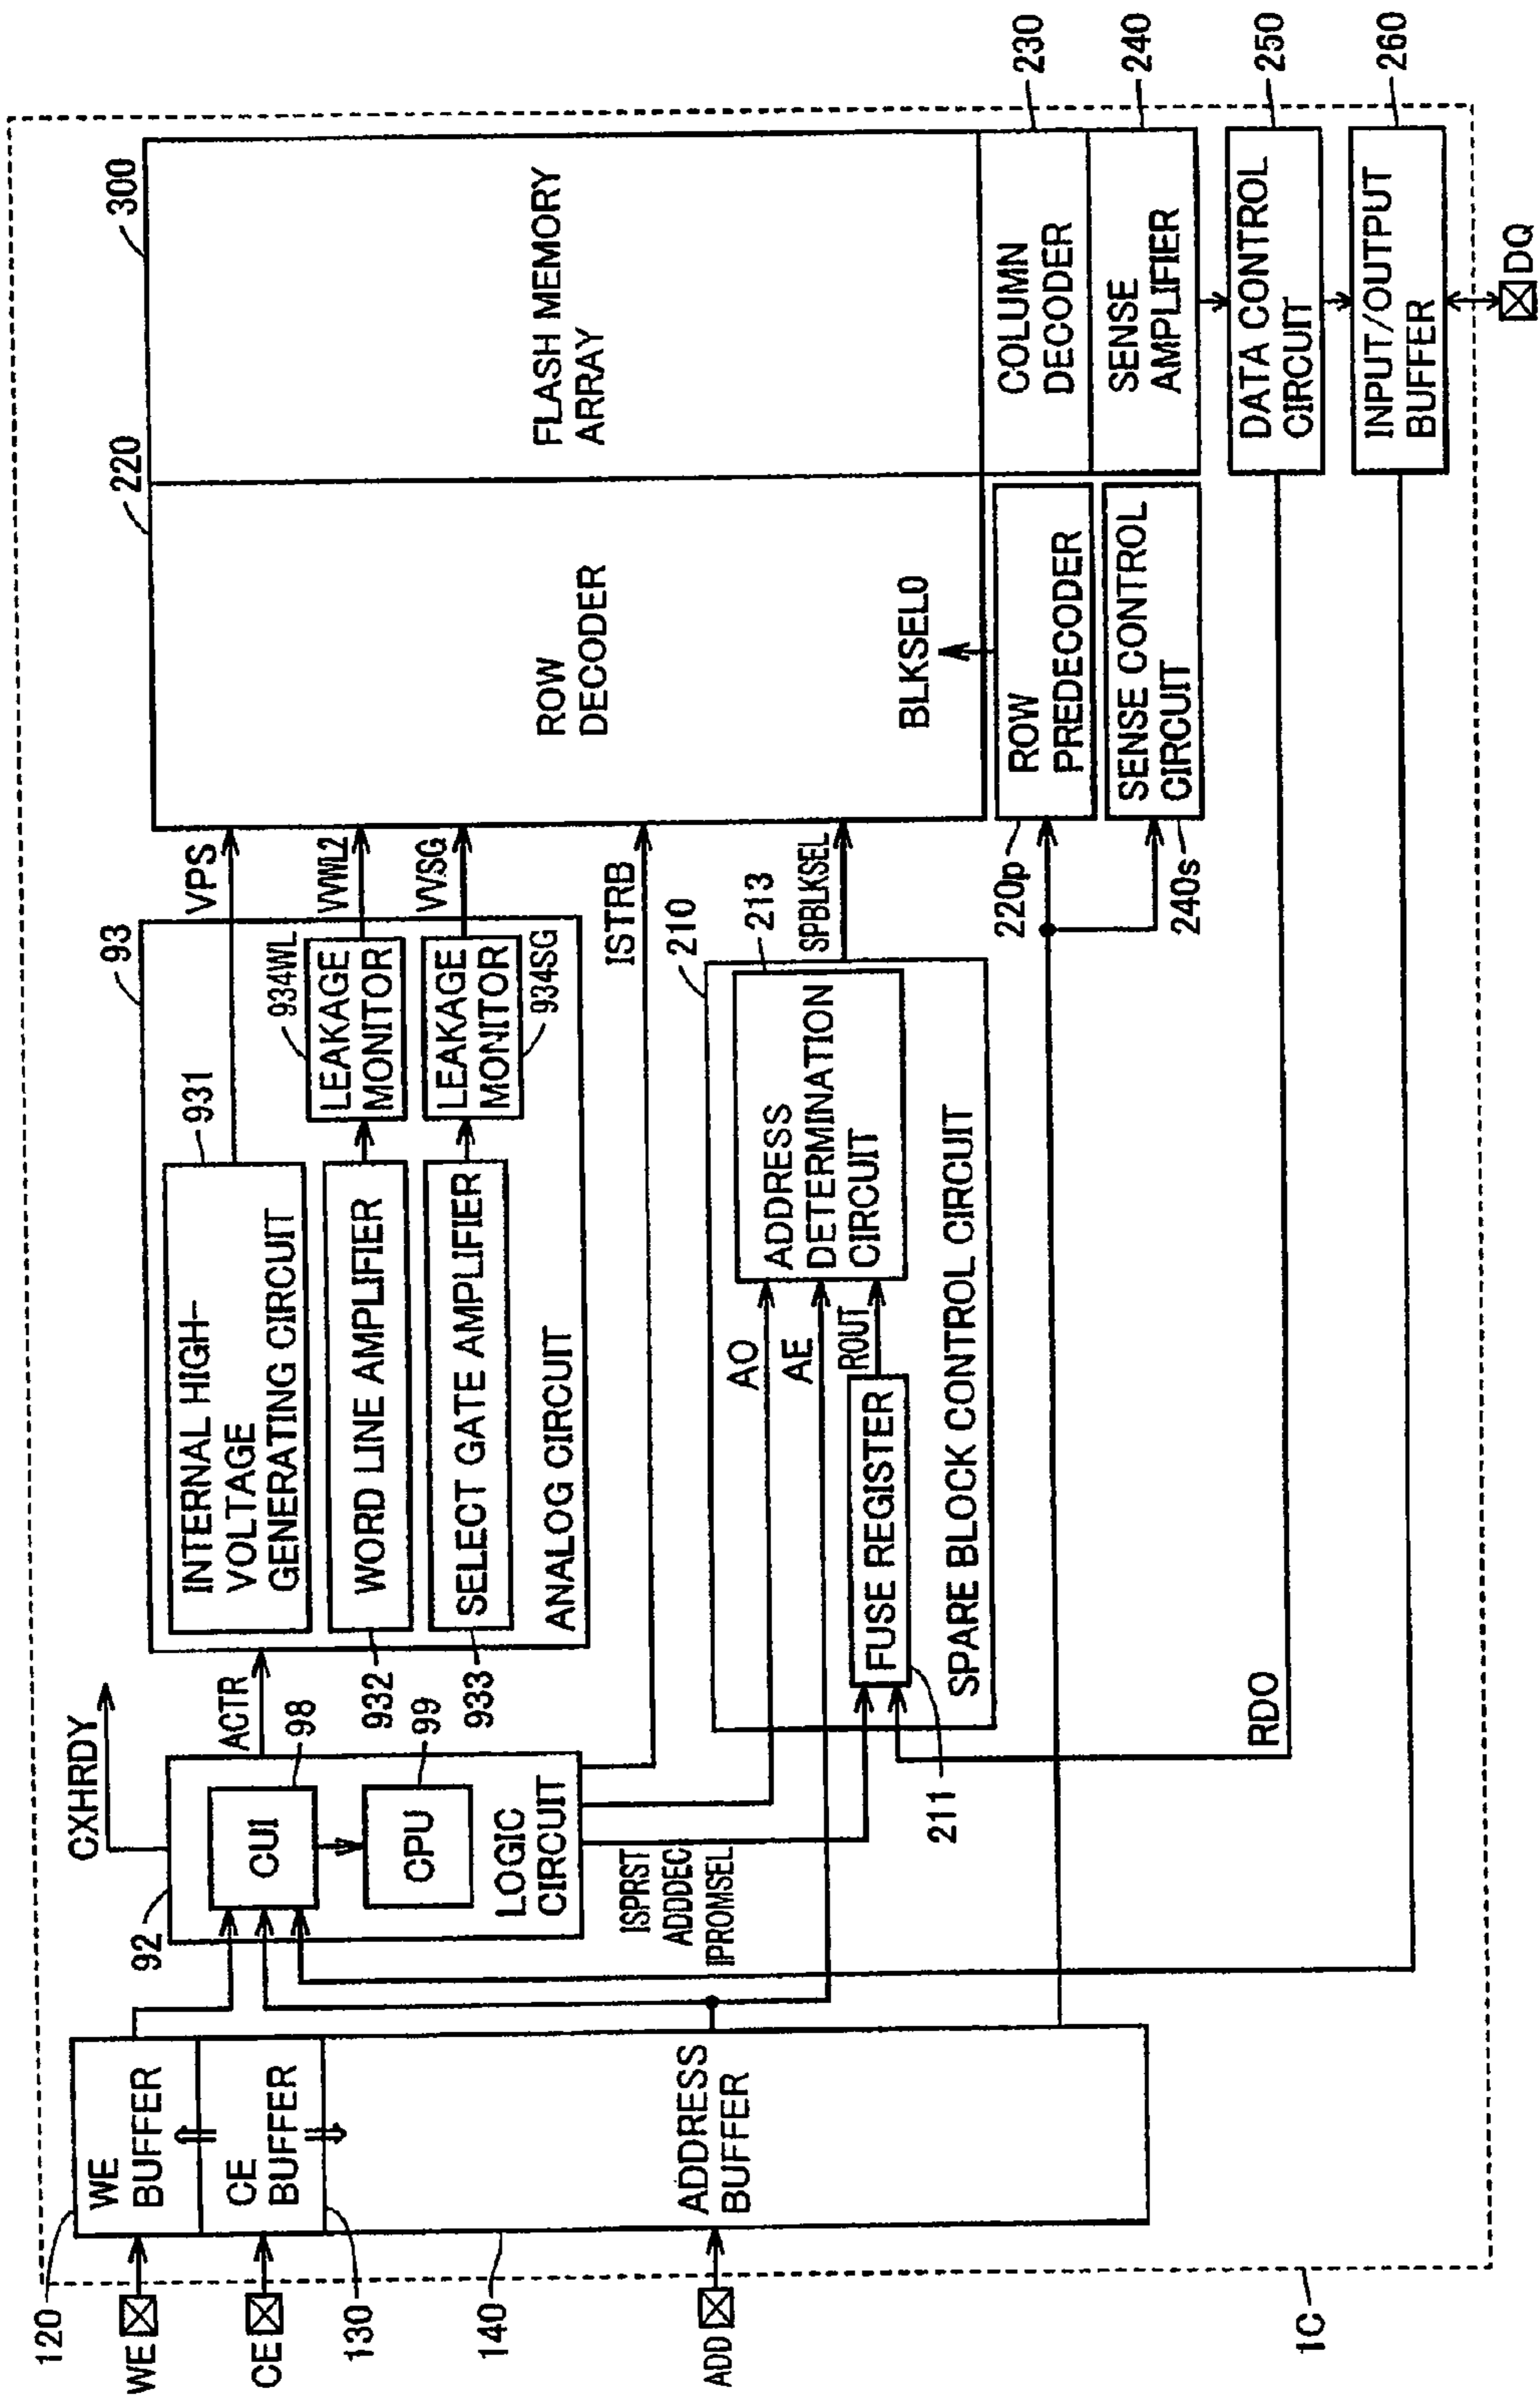 120
WE
WE
BUFFER
CE
CE
BUFFER
130
140
ADD
ADDRESS
BUFFER
1C
CXHRDY
92
CUI
98
CPU
99
LOGIC
CIRCUIT
ACTR
ISPRST
ADDDEC
IPROMSEL
93
INTERNAL HIGH-
VOLTAGE
GENERATING CIRCUIT
931
WORD LINE AMPLIFIER
932
SELECT GATE AMPLIFIER
933
ANALOG CIRCUIT
LEAKAGE
MONITOR
934WL
LEAKAGE
MONITOR
934SG
VPS
VVWL2
VVSG
ISTRB
210
AO
AE
ROUT
FUSE REGISTER
211
ADDRESS
DETERMINATION
CIRCUIT
213
SPARE BLOCK CONTROL CIRCUIT
SPBLKSEL
RDO
220
ROW
DECODER
BLKSEL0
300
FLASH MEMORY
ARRAY
220p
ROW
PREDECODER
240s
SENSE CONTROL
CIRCUIT
COLUMN
DECODER
230
SENSE
AMPLIFIER
240
DATA CONTROL
CIRCUIT
250
INPUT/OUTPUT
BUFFER
260
DQ